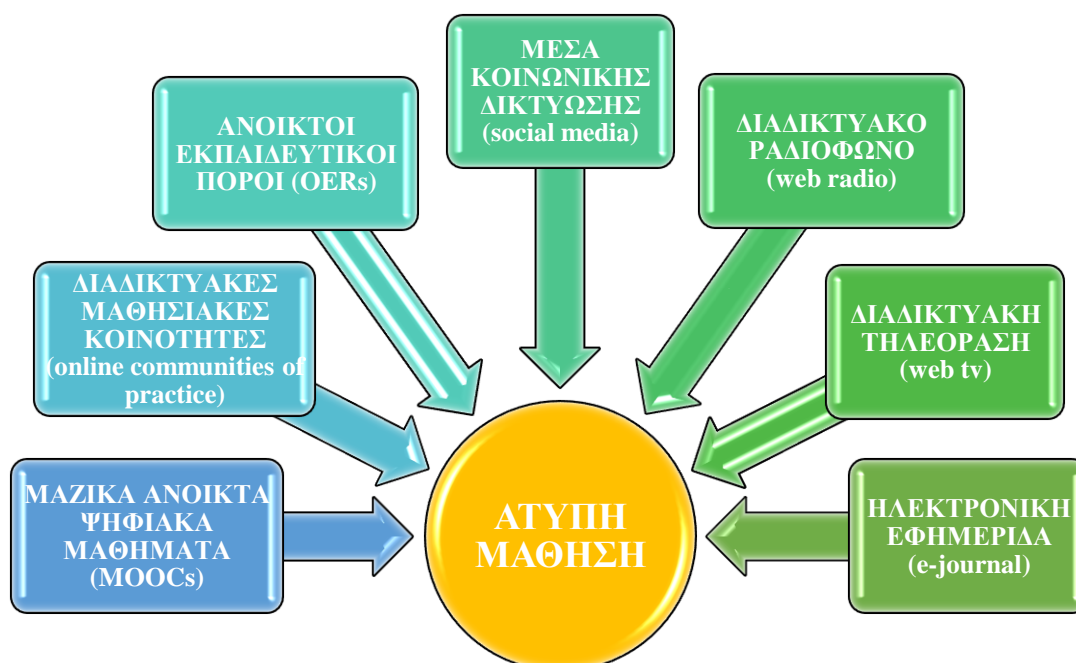 ΜΕΣΑ
ΚΟΙΝΩΝΙΚΗΣ
ΔΙΚΤΥΩΣΗΣ
(social media)
ΑΝΟΙΚΤΟΙ
ΕΚΠΑΙΔΕΥΤΙΚΟΙ
ΠΟΡΟΙ (OERs)
ΔΙΑΔΙΚΤΥΑΚΟ
ΡΑΔΙΟΦΩΝΟ
(web radio)
ΔΙΑΔΙΚΤΥΑΚΕΣ
ΜΑΘΗΣΙΑΚΕΣ
ΚΟΙΝΟΤΗΤΕΣ
(online communities of
practice)
ΔΙΑΔΙΚΤΥΑΚΗ
ΤΗΛΕΟΡΑΣΗ
(web tv)
ΜΑΖΙΚΑ ΑΝΟΙΚΤΑ
ΨΗΦΙΑΚΑ
ΜΑΘΗΜΑΤΑ
(MOOCs)
ΑΤΥΠΗ
ΜΑΘΗΣΗ
ΗΛΕΚΤΡΟΝΙΚΗ
ΕΦΗΜΕΡΙΔΑ
(e-journal)